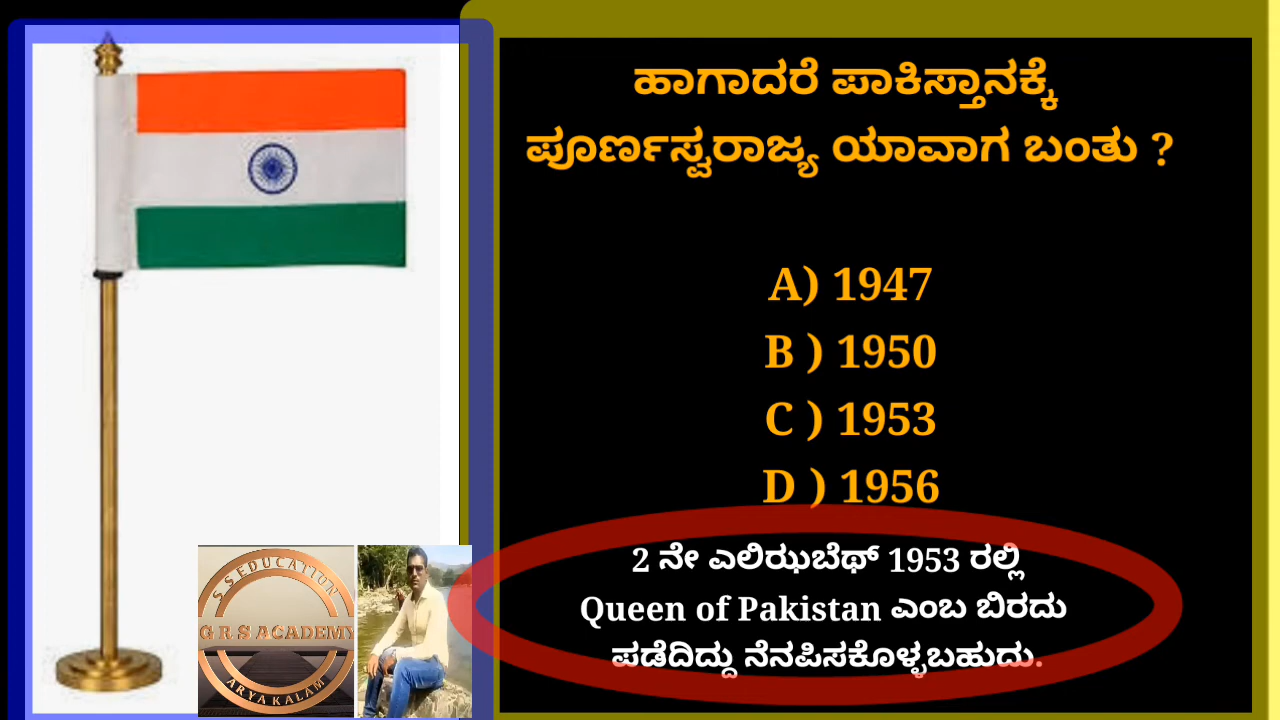 ಹಾಗಾದರೆ ಪಾಕಿಸ್ತಾನಕ್ಕೆ
ಪೂರ್ಣಸ್ವರಾಜ್ಯ ಯಾವಾಗ ಬಂತು ?
A) 1947
B ) 1950
C ) 1953
D ) 1956
2 ನೇ ಎಲಿಝಬೆಥ್ 1953 ರಲ್ಲಿ
Queen of Pakistan ಎಂಬ ಬಿರದು
ಪಡೆದಿದ್ದು ನೆನಪಿಸಕೊಳ್ಳಬಹುದು.
S S EDUCATION
G R S ACADEMY
ARYA KALAM